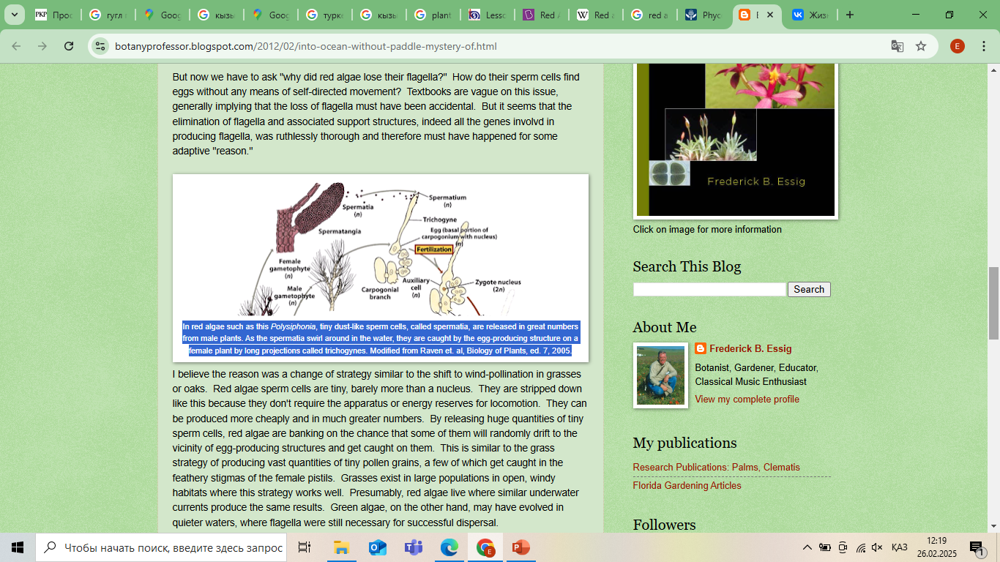 РКР Прос
гугл
Goog
қызы
Goog
турке
қызы
plant
Lesso
Red A
Red a
red a
Phyc
Жизн
botanyprofessor.blogspot.com/2012/02/into-ocean-without-paddle-mystery-of.html
E
But now we have to ask "why did red algae lose their flagella?" How do their sperm cells find
eggs without any means of self-directed movement? Textbooks are vague on this issue,
generally implying that the loss of flagella must have been accidental. But it seems that the
elimination of flagella and associated support structures, indeed all the genes involvd in
producing flagella, was ruthlessly thorough and therefore must have happened for some
adaptive "reason."
Spermatia
(n)
Spermatangia
Spermatium
(n)
Trichogyne
Egg (basal portion of
carpogonium with nucleus)
(n)
Fertilization
Female
gametophyte
(n)
Male
gametophyte
(n)
Carpogonial
branch
Auxiliary
cell
(n)
Zygote nucleus
(2n)
In red algae such as this Polysiphonia, tiny dust-like sperm cells, called spermatia, are released in great numbers
from male plants. As the spermatia swirl around in the water, they are caught by the egg-producing structure on a
female plant by long projections called trichogynes. Modified from Raven et. al, Biology of Plants, ed. 7, 2005.
I believe the reason was a change of strategy similar to the shift to wind-pollination in grasses
or oaks. Red algae sperm cells are tiny, barely more than a nucleus. They are stripped down
like this because they don't require the apparatus or energy reserves for locomotion. They can
be produced more cheaply and in much greater numbers. By releasing huge quantities of tiny
sperm cells, red algae are banking on the chance that some of them will randomly drift to the
vicinity of egg-producing structures and get caught on them. This is similar to the grass
strategy of producing vast quantities of tiny pollen grains, a few of which get caught in the
feathery stigmas of the female pistils. Grasses exist in large populations in open, windy
habitats where this strategy works well. Presumably, red algae live where similar underwater
currents produce the same results. Green algae, on the other hand, may have evolved in
quieter waters, where flagella were still necessary for successful dispersal.
Frederick B. Essig
Click on image for more information
Search This Blog
Search
About Me
Frederick B. Essig
Botanist, Gardener, Educator,
Classical Music Enthusiast
View my complete profile
My publications
Research Publications: Palms, Clematis
Florida Gardening Articles
Followers
Чтобы начать поиск, введите здесь запрос
ҚАЗ
12:19
26.02.2025
1